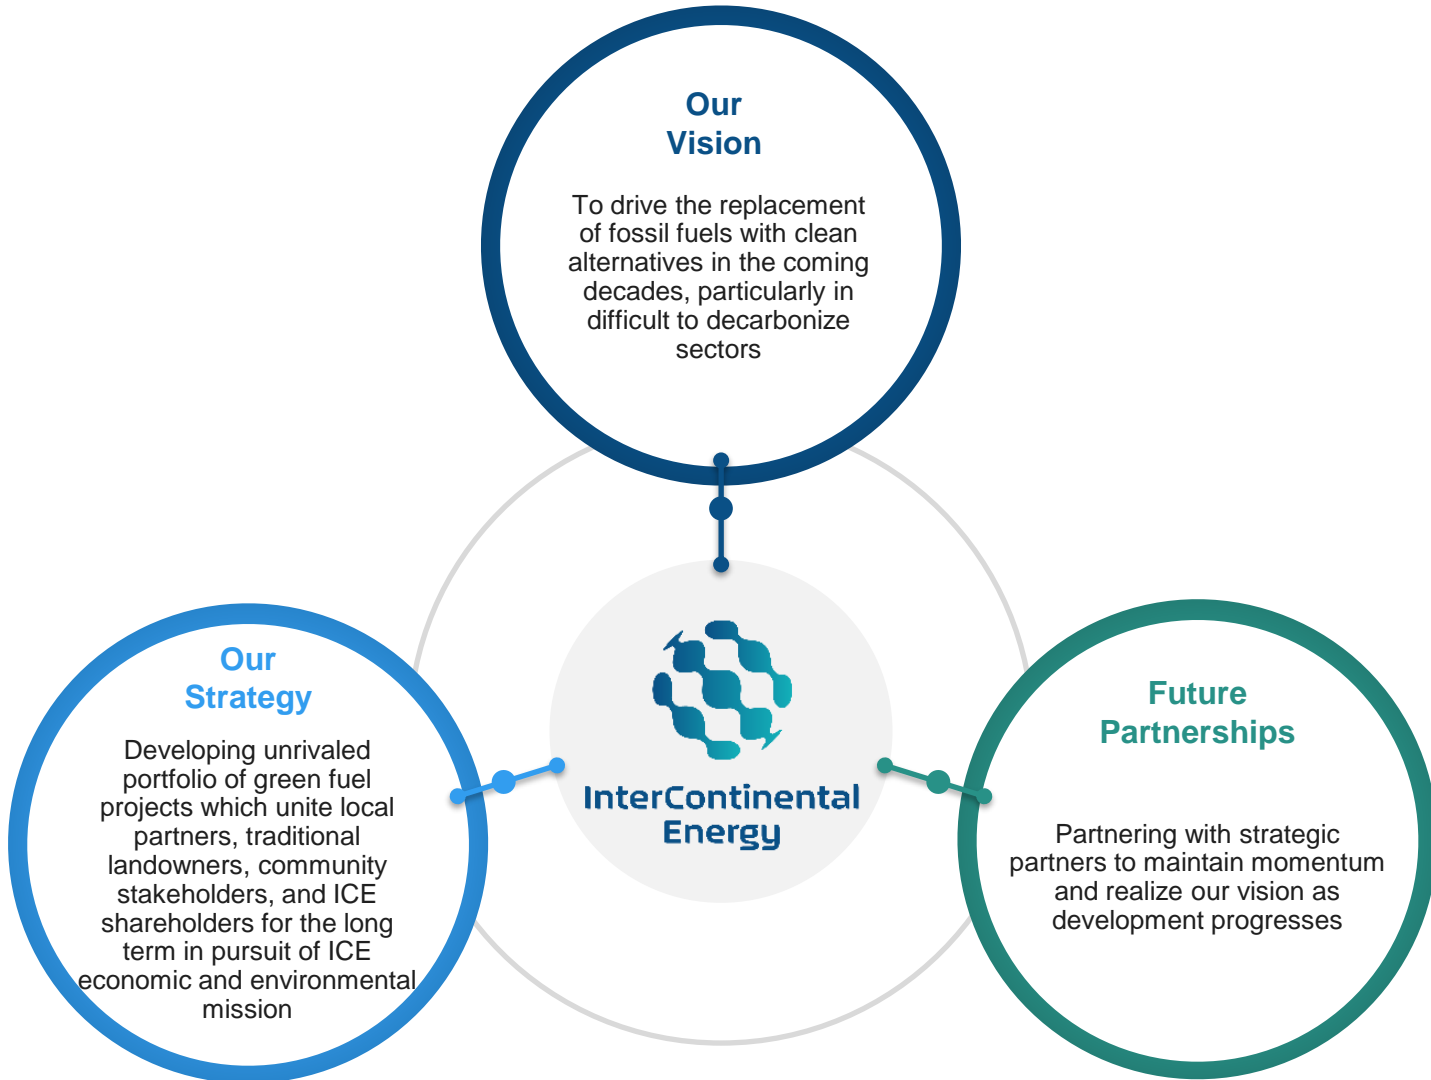 Our
Vision
To drive the replacement
of fossil fuels with clean
alternatives in the coming
decades, particularly in
difficult to decarbonize
sectors
Our
Strategy
Developing unrivaled
portfolio of green fuel
projects which unite local
partners, traditional
landowners, community
stakeholders, and ICE
shareholders for the long
term in pursuit of ICE
economic and environmental
mission
InterContinental
Energy
Future
Partnerships
Partnering with strategic
partners to maintain momentum
and realize our vision as
development progresses